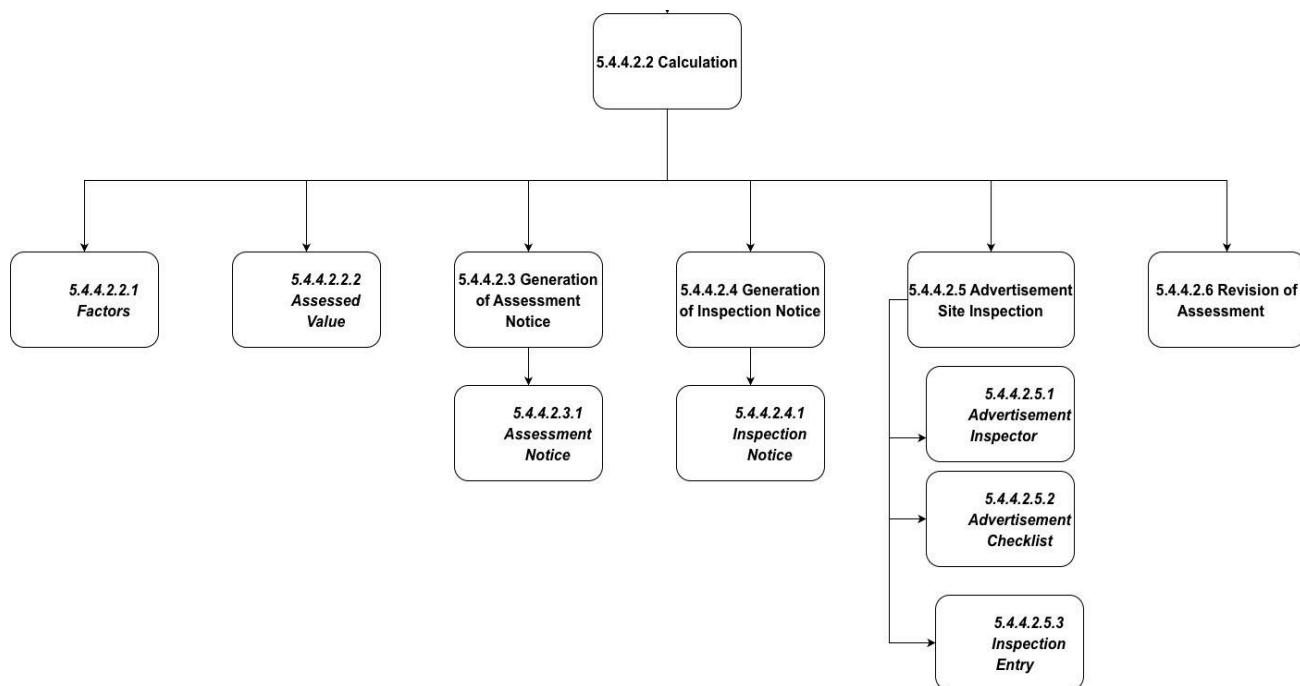 5.4.4.2.2 Calculation
5.4.4.2.2.1
Factors
5.4.4.2.2.2
Assessed
Value
5.4.4.2.3 Generation
of Assessment
Notice
5.4.4.2.4 Generation
of Inspection Notice
5.4.4.2.5 Advertisement
Site Inspection
5.4.4.2.6 Revision of
Assessment
5.4.4.2.3.1
Assessment
Notice
5.4.4.2.4.1
Inspection
Notice
5.4.4.2.5.1
Advertisement
Inspector
5.4.4.2.5.2
Advertisement
Checklist
5.4.4.2.5.3
Inspection
Entry